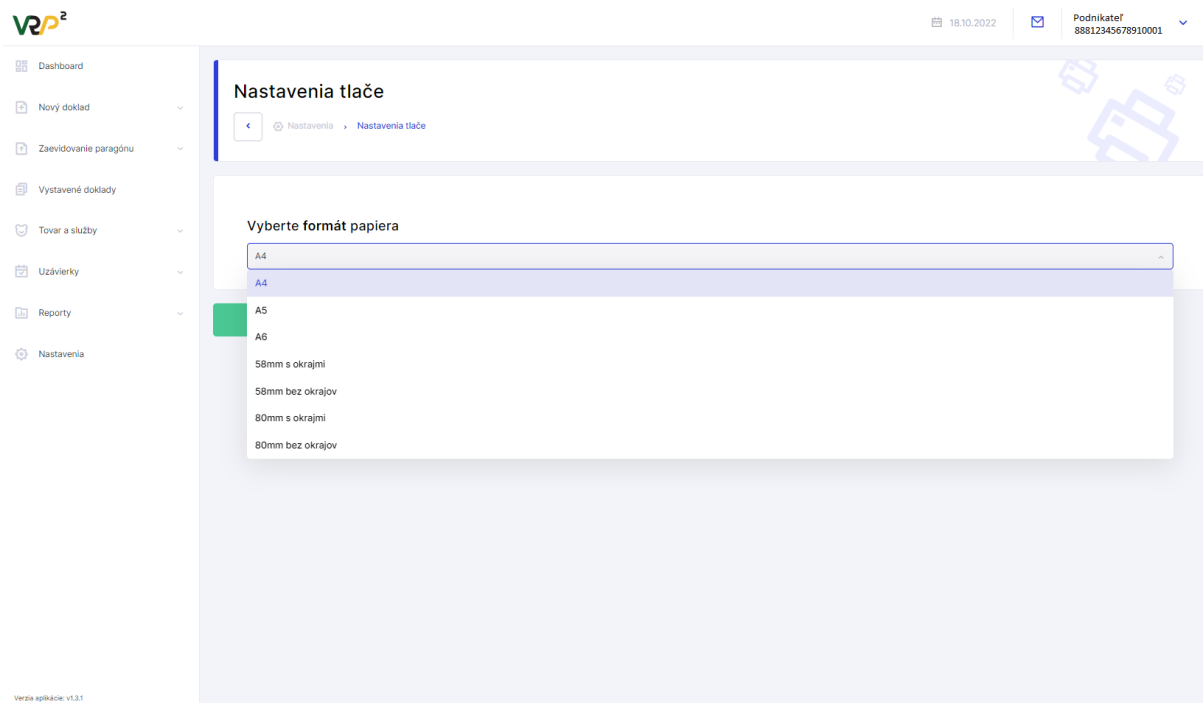 VRP2
18.10.2022
Podnikateľ
88812345678910001
Dashboard
Nový doklad
Zaevidovanie paragónu
Vystavené doklady
Tovar a služby
Uzávierky
Reporty
Nastavenia
Verzia aplikácie: v1.3.1
Nastavenia tlače
Nastavenia › Nastavenia tlače
Vyberte formát papiera
A4
A4
A5
A6
58mm s okrajmi
58mm bez okrajov
80mm s okrajmi
80mm bez okrajov